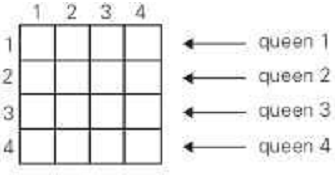 1 2 3 4
1 queen 1
2 queen 2
3 queen 3
4 queen 4